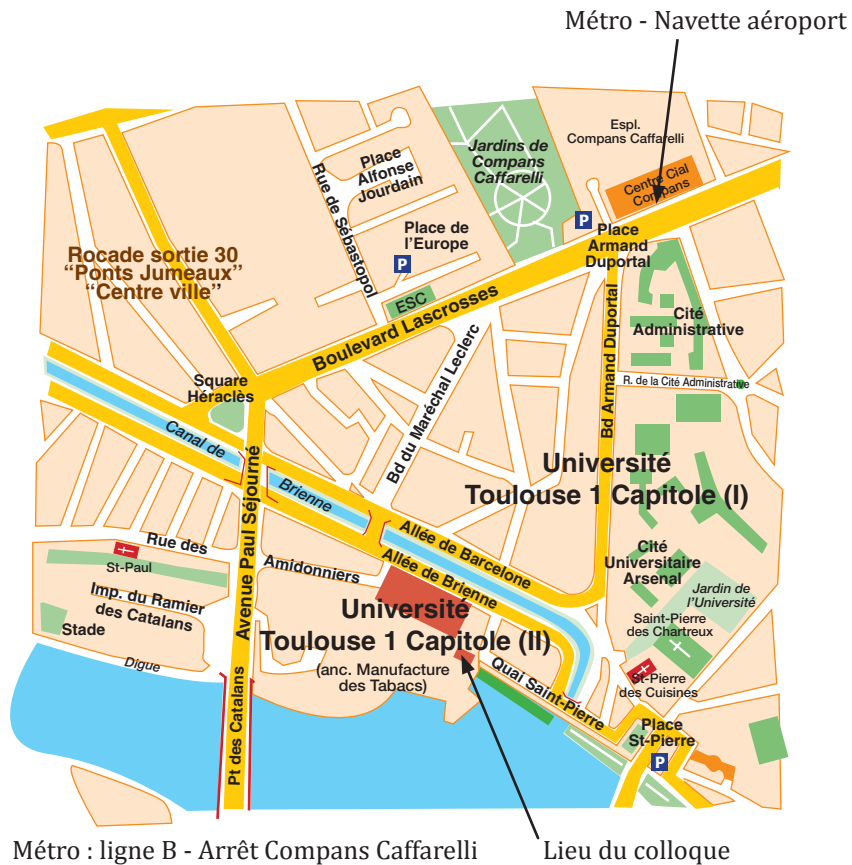 Métro - Navette aéroport
Espl.
Compans Caffarelli
Jardins de
Compans
Caffarelli
Centre Cial
Compans
Place
Alfonse
Jourdain
Rue de Sébastopol
Place de
l'Europe
P
P
Place
Armand
Duportal
Rocade sortie 30
“Ponts Jumeaux”
“Centre ville”
ESC
Boulevard Lascrosses
Cité
Administrative
Bd Armand Duportal
R. de la Cité Administrative
Square
Héraclès
Bd du Maréchal Leclerc
Canal de
Brienne
Avenue Paul Séjourné
Université
Toulouse 1 Capitole (I)
Allée de Barcelone
Allée de Brienne
Rue des
Amidonniers
St-Paul
Cité
Universitaire
Arsenal
Jardin de
l'Université
Imp. du Ramier
des Catalans
Stade
Université
Toulouse 1 Capitole (II)
(anc. Manufacture
des Tabacs)
Saint-Pierre
des Chartreux
Digue
Quai Saint-Pierre
St-Pierre
des Cuisines
Pt des Catalans
Place
St-Pierre
P
Métro : ligne B - Arrêt Compans Caffarelli
Lieu du colloque